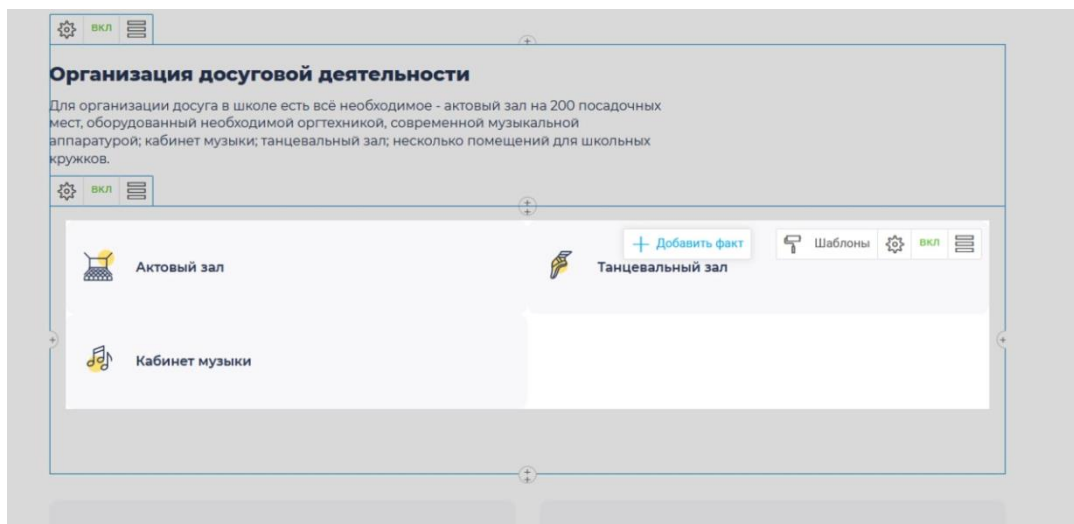 вкл
Организация досуговой деятельности
Для организации досуга в школе есть всё необходимое - актовый зал на 200 посадочных
мест, оборудованный необходимой оргтехникой, современной музыкальной
аппаратурой; кабинет музыки; танцевальный зал; несколько помещений для школьных
кружков.
вкл
Добавить факт
Шаблоны вкл
Актовый зал
Танцевальный зал
Кабинет музыки